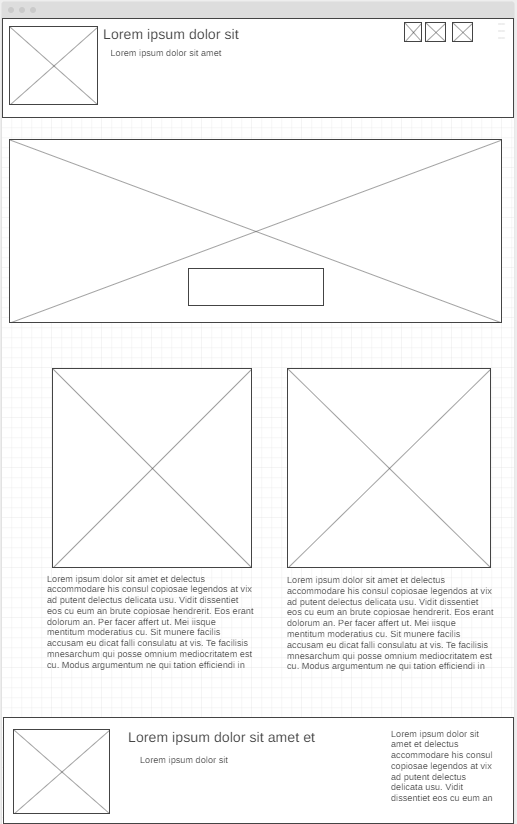 Lorem ipsum dolor sit
Lorem ipsum dolor sit amet
Lorem ipsum dolor sit amet et delectus
accommodare his consul copiosae legendos at vix
ad putent delectus delicata usu. Vidit dissentiet
eos cu eum an brute copiosae hendrerit. Eos erant
dolorum an. Per facer affert ut. Mei iisque
mentitum moderatius cu. Sit munere facilis
accusam eu dicat falli consulatu at vis. Te facilisis
mnesarchum qui posse omnium mediocritatem est
cu. Modus argumentum ne qui tation efficiendi in
Lorem ipsum dolor sit amet et delectus
accommodare his consul copiosae legendos at vix
ad putent delectus delicata usu. Vidit dissentiet
eos cu eum an brute copiosae hendrerit. Eos erant
dolorum an. Per facer affert ut. Mei iisque
mentitum moderatius cu. Sit munere facilis
accusam eu dicat falli consulatu at vis. Te facilisis
mnesarchum qui posse omnium mediocritatem est
cu. Modus argumentum ne qui tation efficiendi in
Lorem ipsum dolor sit amet et
Lorem ipsum dolor sit
Lorem ipsum dolor sit
amet et delectus
accommodare his consul
copiosae legendos at vix
ad putent delectus
delicata usu. Vidit
dissentiet eos cu eum an